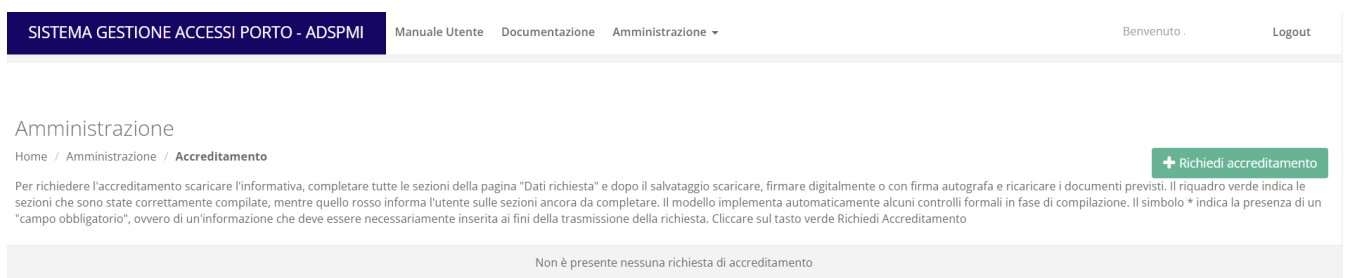 SISTEMA GESTIONE ACCESSI PORTO - ADSPMI Manuale Utente Documentazione Amministrazione Benvenuto . Logout
Amministrazione
Home / Amministrazione / Accreditamento
Richiedi accreditamento
Per richiedere l'accreditamento scaricare l'informativa, completare tutte le sezioni della pagina "Dati richiesta" e dopo il salvataggio scaricare, firmare digitalmente o con firma autografa e ricaricare i documenti previsti. Il riquadro verde indica le
sezioni che sono state correttamente compilate, mentre quello rosso informa l'utente sulle sezioni ancora da completare. Il modello implementa automaticamente alcuni controlli formali in fase di compilazione. Il simbolo * indica la presenza di un
"campo obbligatorio", ovvero di un'informazione che deve essere necessariamente inserita ai fini della trasmissione della richiesta. Cliccare sul tasto verde Richiedi Accreditamento
Non è presente nessuna richiesta di accreditamento